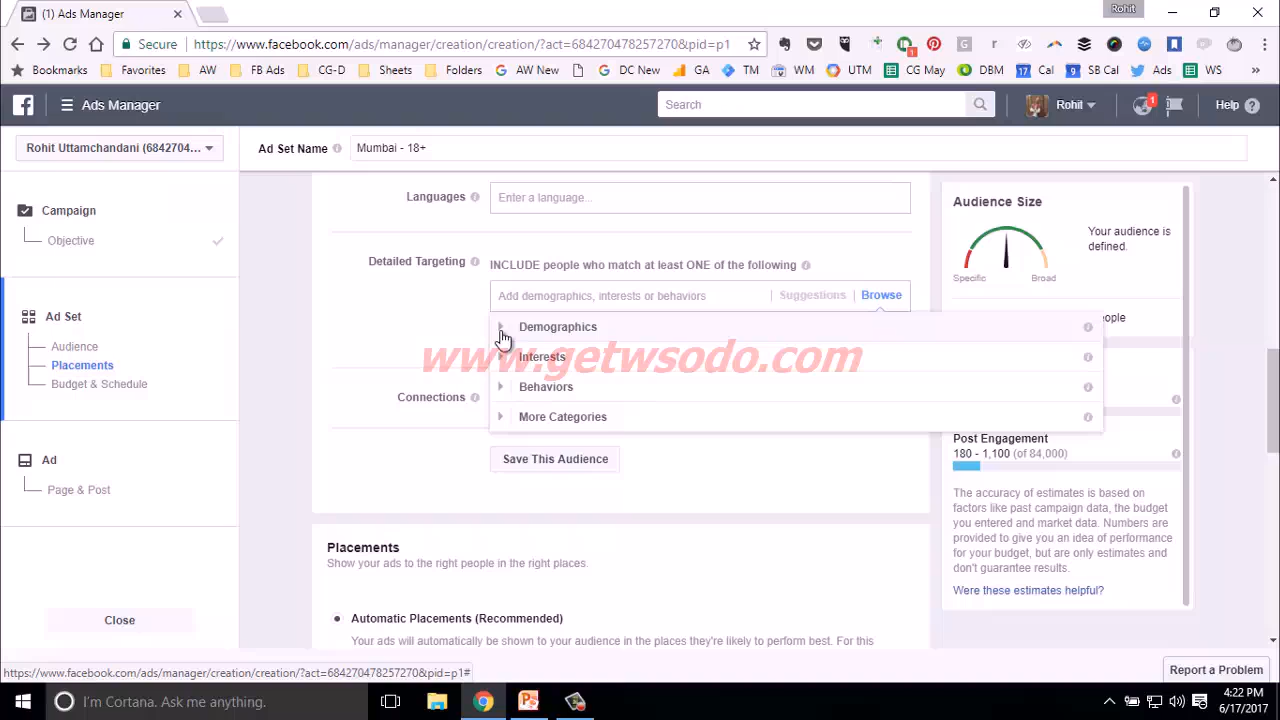 (1) Ads Manager
Rohit
Secure
https://www.facebook.com/ads/manager/creation/creation/?act=684270478257270&pid=p1
Bookmarks
Favorites
AW
FB Ads
CG-D
Sheets
Folders
AW New
DC New
GA
TM
WM
UTM
CG May
DBM
17 Cal
9 SB Cal
Ads
WS
Ads Manager
Search
Rohit
1
Help
Rohit Uttamchandani (6842704...
Ad Set Name
Mumbai - 18+
Campaign
Objective
Ad Set
Audience
Placements
Budget & Schedule
Ad
Page & Post
Close
Languages
Enter a language...
Detailed Targeting
INCLUDE people who match at least ONE of the following
Add demographics, interests or behaviors | Suggestions | Browse
Demographics
Interests
Behaviors
More Categories
www.getwsodo.com
Connections
Save This Audience
Placements
Show your ads to the right people in the right places.
Automatic Placements (Recommended)
Your ads will automatically be shown to your audience in the places they're likely to perform best. For this
Audience Size
Your audience is
defined.
Specific
Broad
eople
Post Engagement
180 - 1,100 (of 84,000)
The accuracy of estimates is based on
factors like past campaign data, the budget
you entered and market data. Numbers are
provided to give you an idea of performance
for your budget, but are only estimates and
don't guarantee results.
Were these estimates helpful?
https://www.facebook.com/ads/manager/creation/creation/?act=684270478257270&pid=p1#
Report a Problem
I'm Cortana. Ask me anything.
4:22 PM
6/17/2017